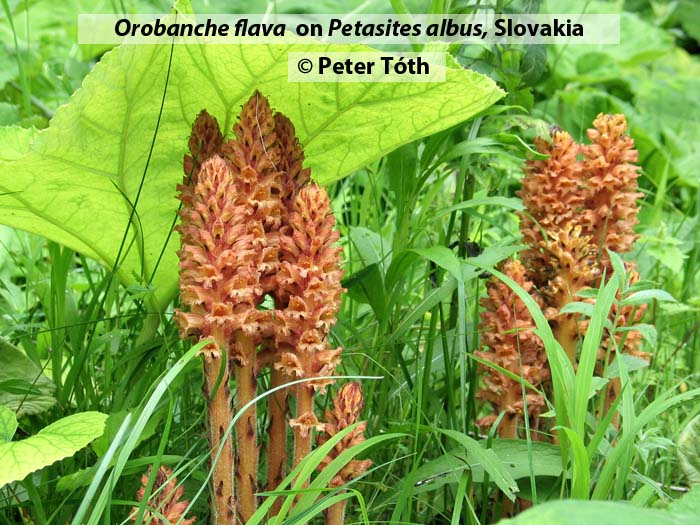 Orobanche flava on Petasites albus, Slovakia
© Peter Tóth